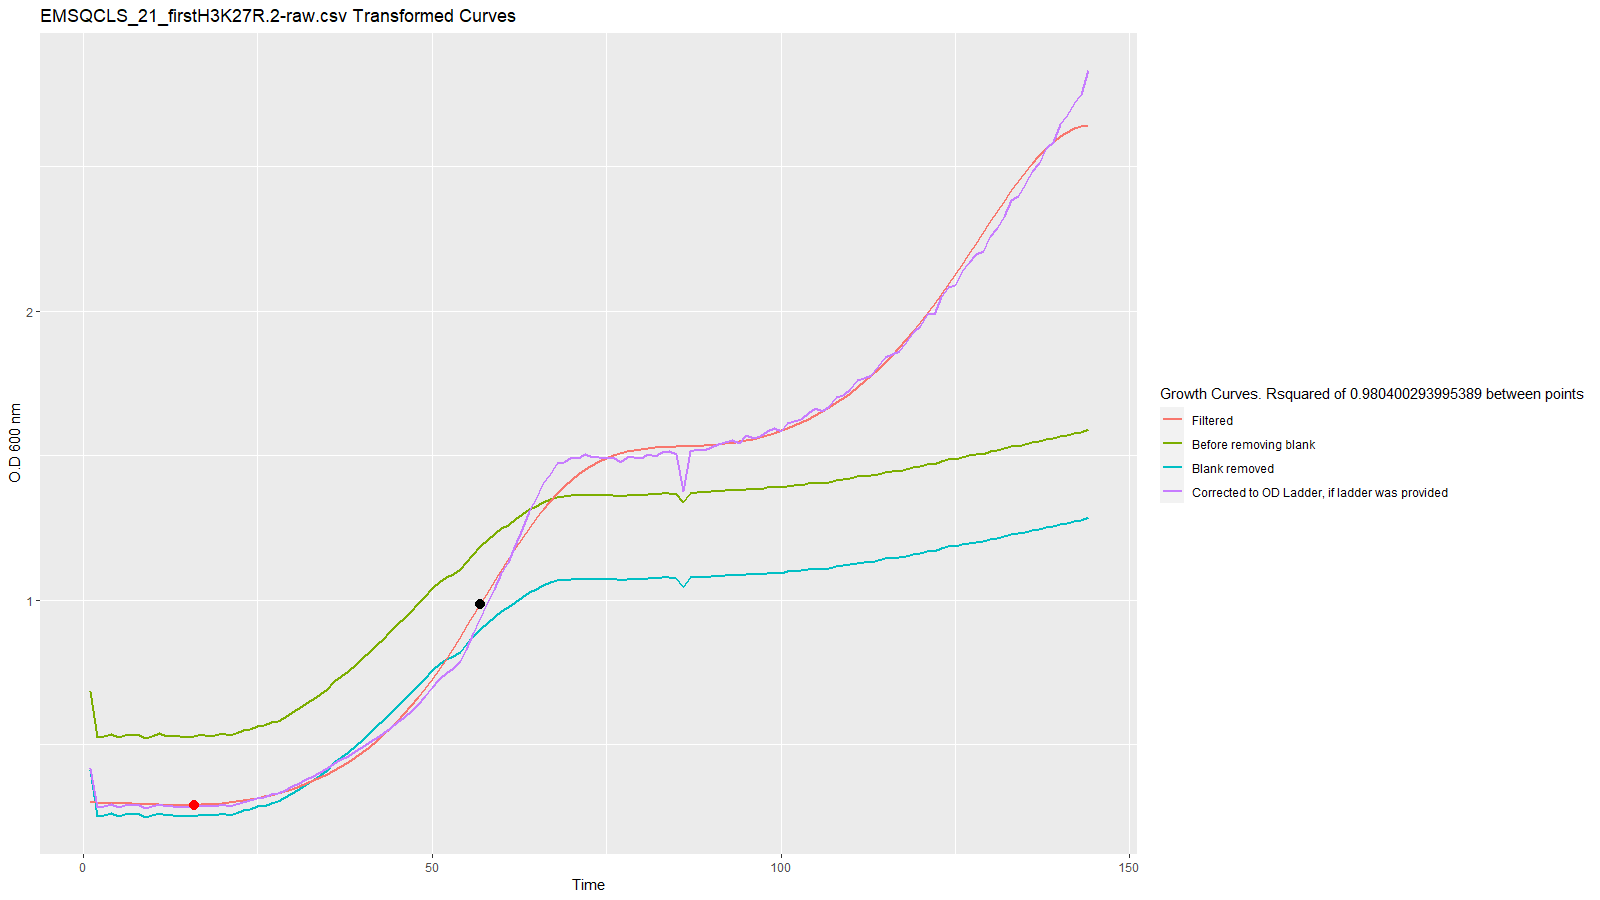 EMSQCLS_21_firstH3K27R.2-raw.csv Transformed Curves
O.D 600 nm
2
1
0
50
100
150
Time
Growth Curves. Rsquared of 0.980400293995389 between points
Filtered
Before removing blank
Blank removed
Corrected to OD Ladder, if ladder was provided